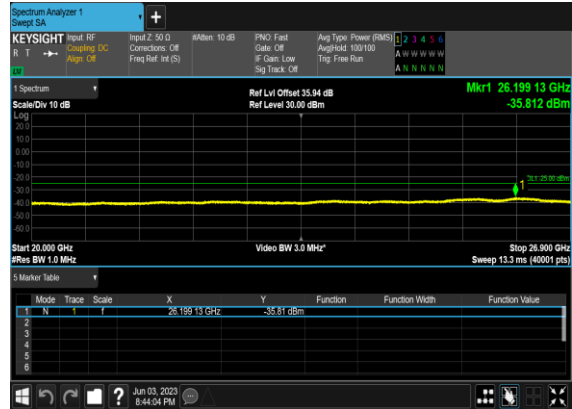 Spectrum Analyzer 1
Swept SA
KEYSIGHT Input: RF Input Z: 50 Ω #Atten: 10 dB PNO: Fast Avg Type: Power (RMS) 1 2 3 4 5 6
R T Coupling: DC Corrections: Off Gate: Off Avg|Hold: 100/100 A W W W W W
Align: Off Freq Ref: Int (S) IF Gain: Low Trig: Free Run
LW Sig Track: Off A N N N N N
1 Spectrum Ref Lvl Offset 35.94 dB Mkr1 26.199 13 GHz
Scale/Div 10 dB Ref Level 30.00 dBm -35.812 dBm
Log
20.0
10.0
0.00
-10.0
-20.0
-30.0 1 DL1 -25.00 dBm
-40.0
-50.0
-60.0
Start 20.000 GHz Video BW 3.0 MHz* Stop 26.900 GHz
#Res BW 1.0 MHz Sweep 13.3 ms (40001 pts)
5 Marker Table
Mode Trace Scale X Y Function Function Width Function Value
1 N 1 f 26.199 13 GHz -35.81 dBm
2
3
4
5
6
? Jun 03, 2023
8:44:04 PM